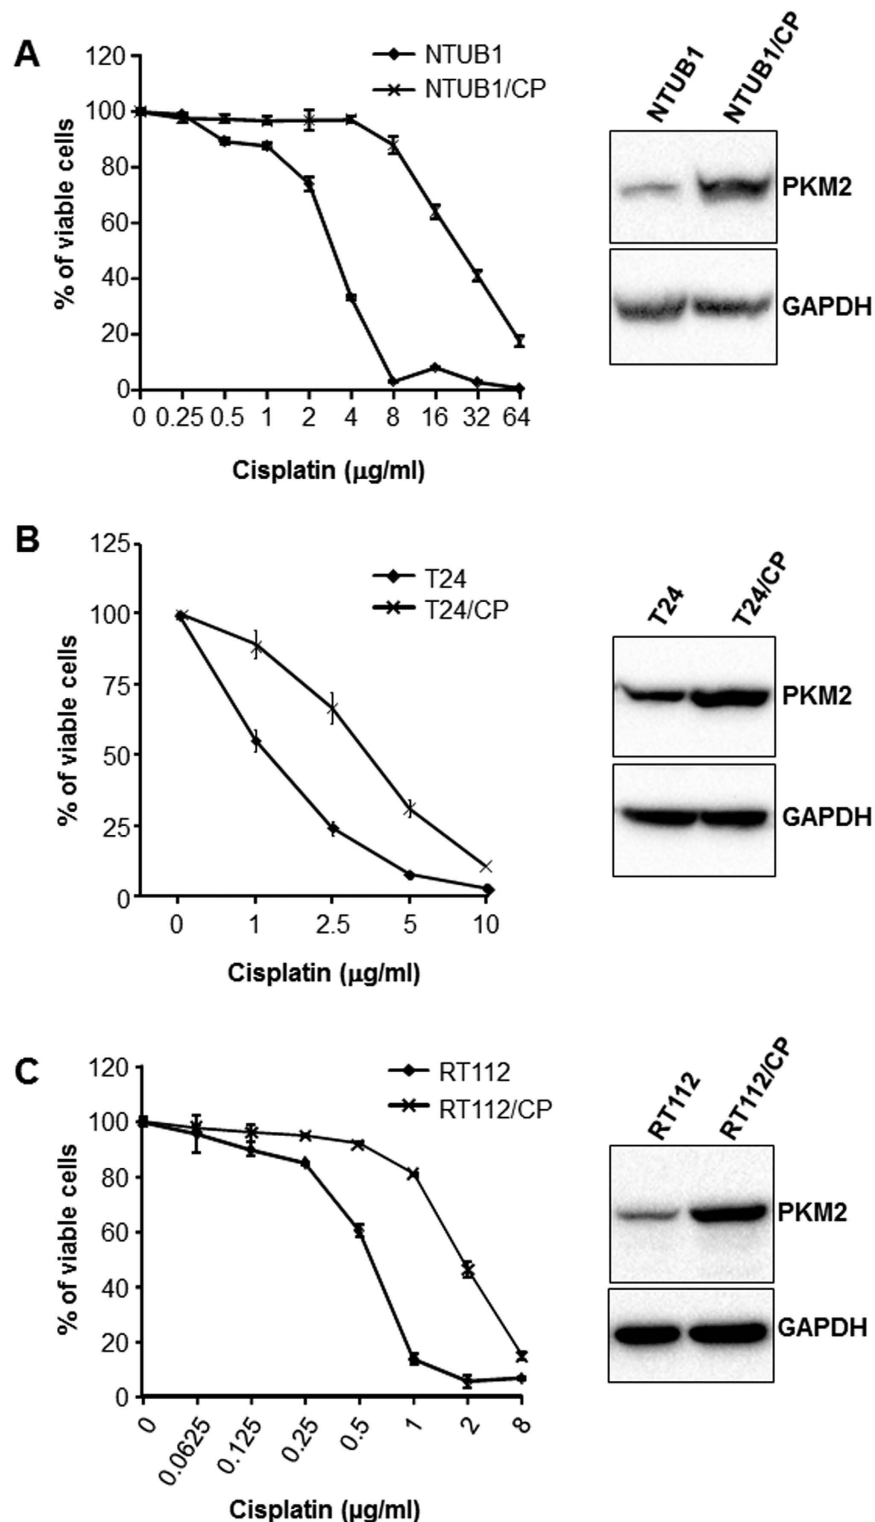 A
% of viable cells
120
100
80
60
40
20
0
0 0.25 0.5 1 2 4 8 16 32 64
Cisplatin (µg/ml)
NTUB1
NTUB1/CP
NTUB1
NTUB1/CP
PKM2
GAPDH
B
% of viable cells
125
100
75
50
25
0
0 1 2.5 5 10
Cisplatin (µg/ml)
T24
T24/CP
T24
T24/CP
PKM2
GAPDH
C
% of viable cells
120
100
80
60
40
20
0
0 0.0625 0.125 0.25 0.5 1 2 8
Cisplatin (µg/ml)
RT112
RT112/CP
RT112
RT112/CP
PKM2
GAPDH